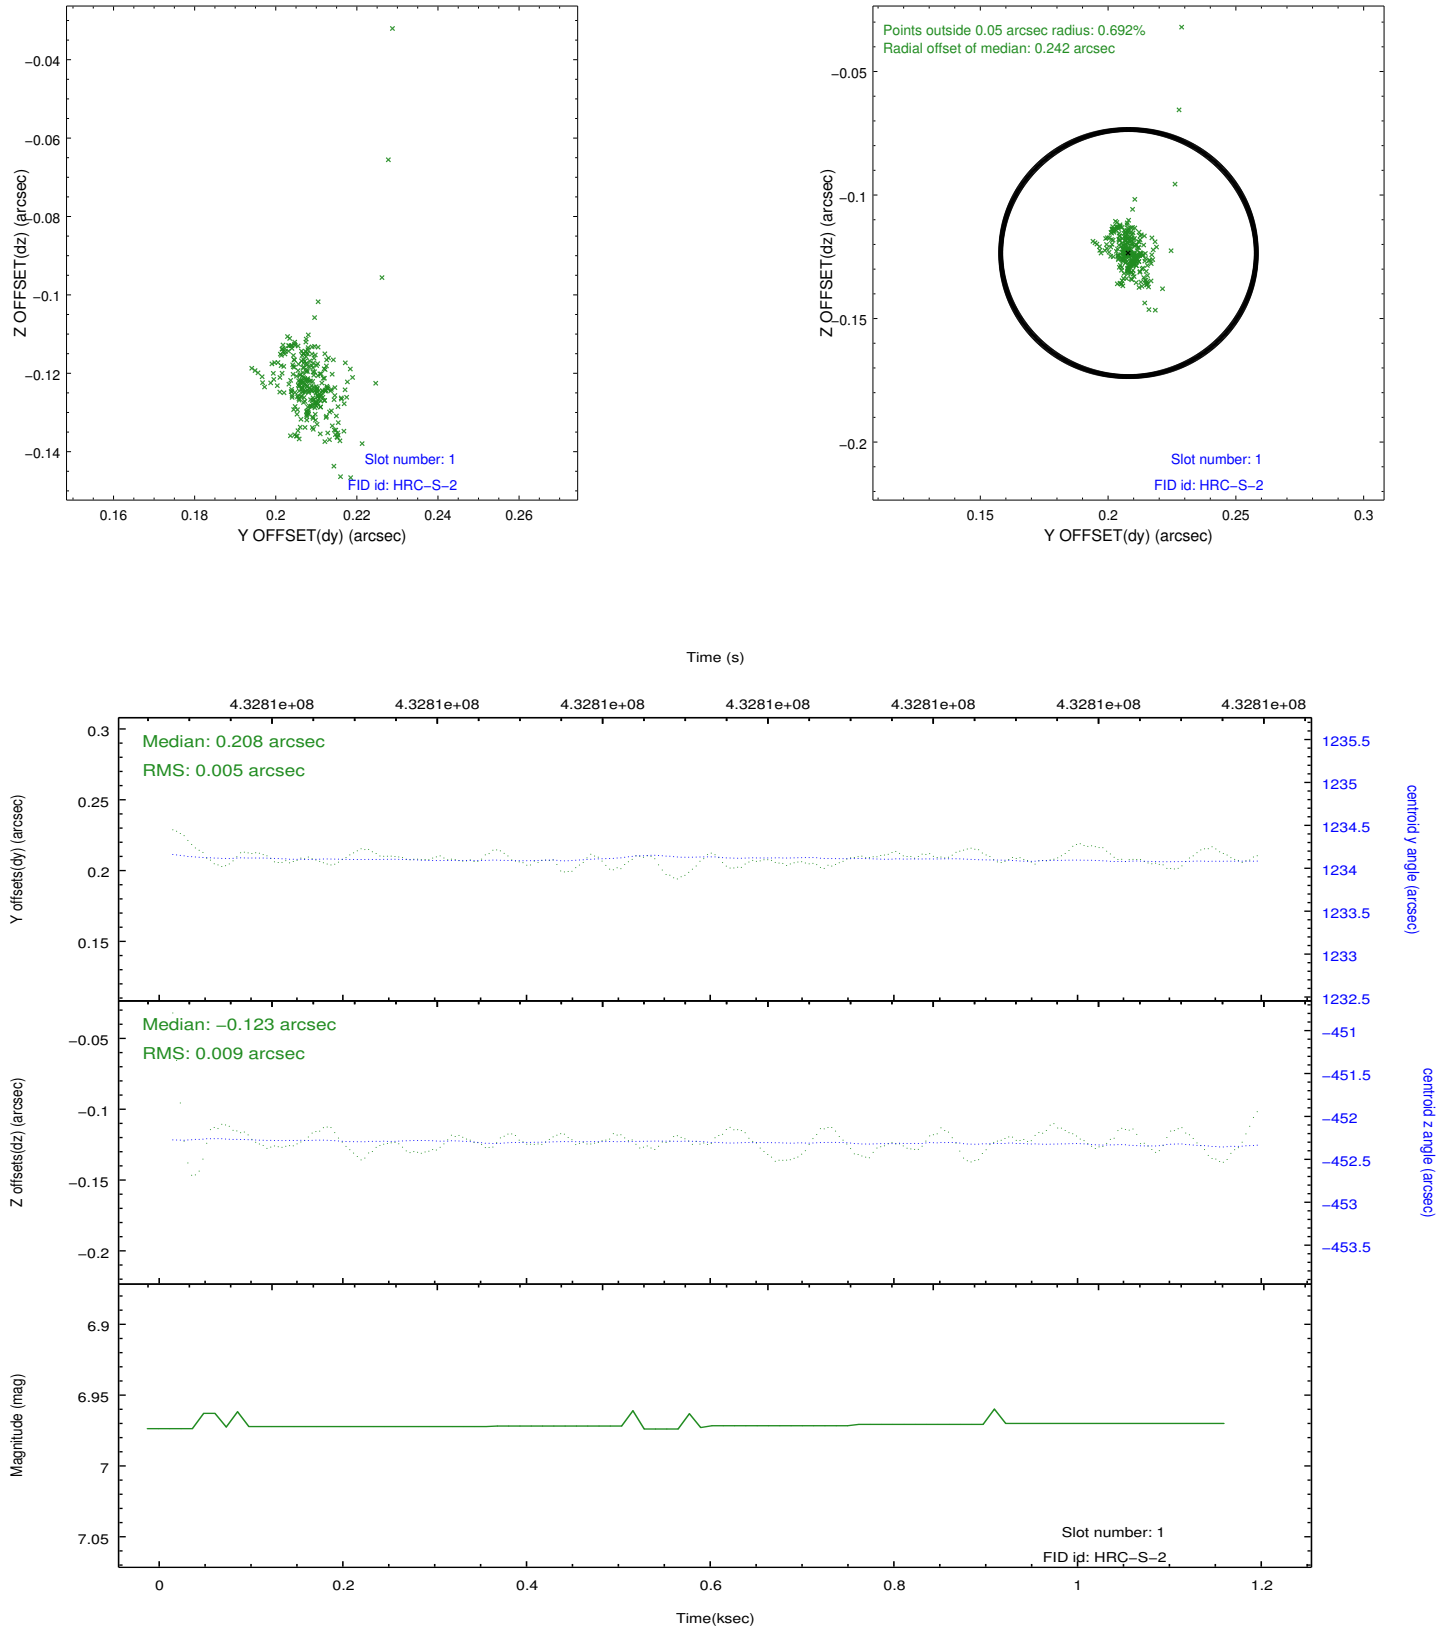 −0.04
−0.06
−0.08
−0.1
−0.12
−0.14
Z OFFSET(dz) (arcsec)
Slot number: 1
FID id: HRC−S−2
0.16 0.18 0.2 0.22 0.24 0.26
Y OFFSET(dy) (arcsec)
Points outside 0.05 arcsec radius: 0.692%
Radial offset of median: 0.242 arcsec
−0.05
−0.1
−0.15
−0.2
Z OFFSET(dz) (arcsec)
Slot number: 1
FID id: HRC−S−2
0.15 0.2 0.25 0.3
Y OFFSET(dy) (arcsec)
Time (s)
4.3281e+08 4.3281e+08 4.3281e+08 4.3281e+08 4.3281e+08 4.3281e+08 4.3281e+08
Median: 0.208 arcsec
RMS: 0.005 arcsec
0.3
0.25
0.2
0.15
Y offsets(dy) (arcsec)
1235.5
1235
1234.5
1234
1233.5
1233
1232.5
centroid y angle (arcsec)
Median: −0.123 arcsec
RMS: 0.009 arcsec
−0.05
−0.1
−0.15
−0.2
Z offsets(dz) (arcsec)
−451
−451.5
−452
−452.5
−453
−453.5
centroid z angle (arcsec)
6.9
6.95
7
7.05
Magnitude (mag)
Slot number: 1
FID id: HRC−S−2
0 0.2 0.4 0.6 0.8 1 1.2
Time(ksec)